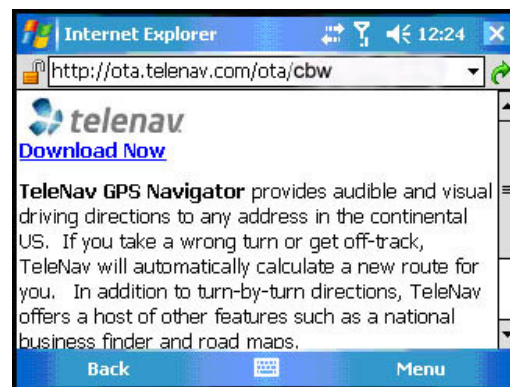 Internet Explorer 12:24
http://ota.telenav.com/ota/cbw
telenav
Download Now
TeleNav GPS Navigator provides audible and visual
driving directions to any address in the continental
US. If you take a wrong turn or get off-track,
TeleNav will automatically calculate a new route for
you. In addition to turn-by-turn directions, TeleNav
offers a host of other features such as a national
business finder and road maps.
Back Menu